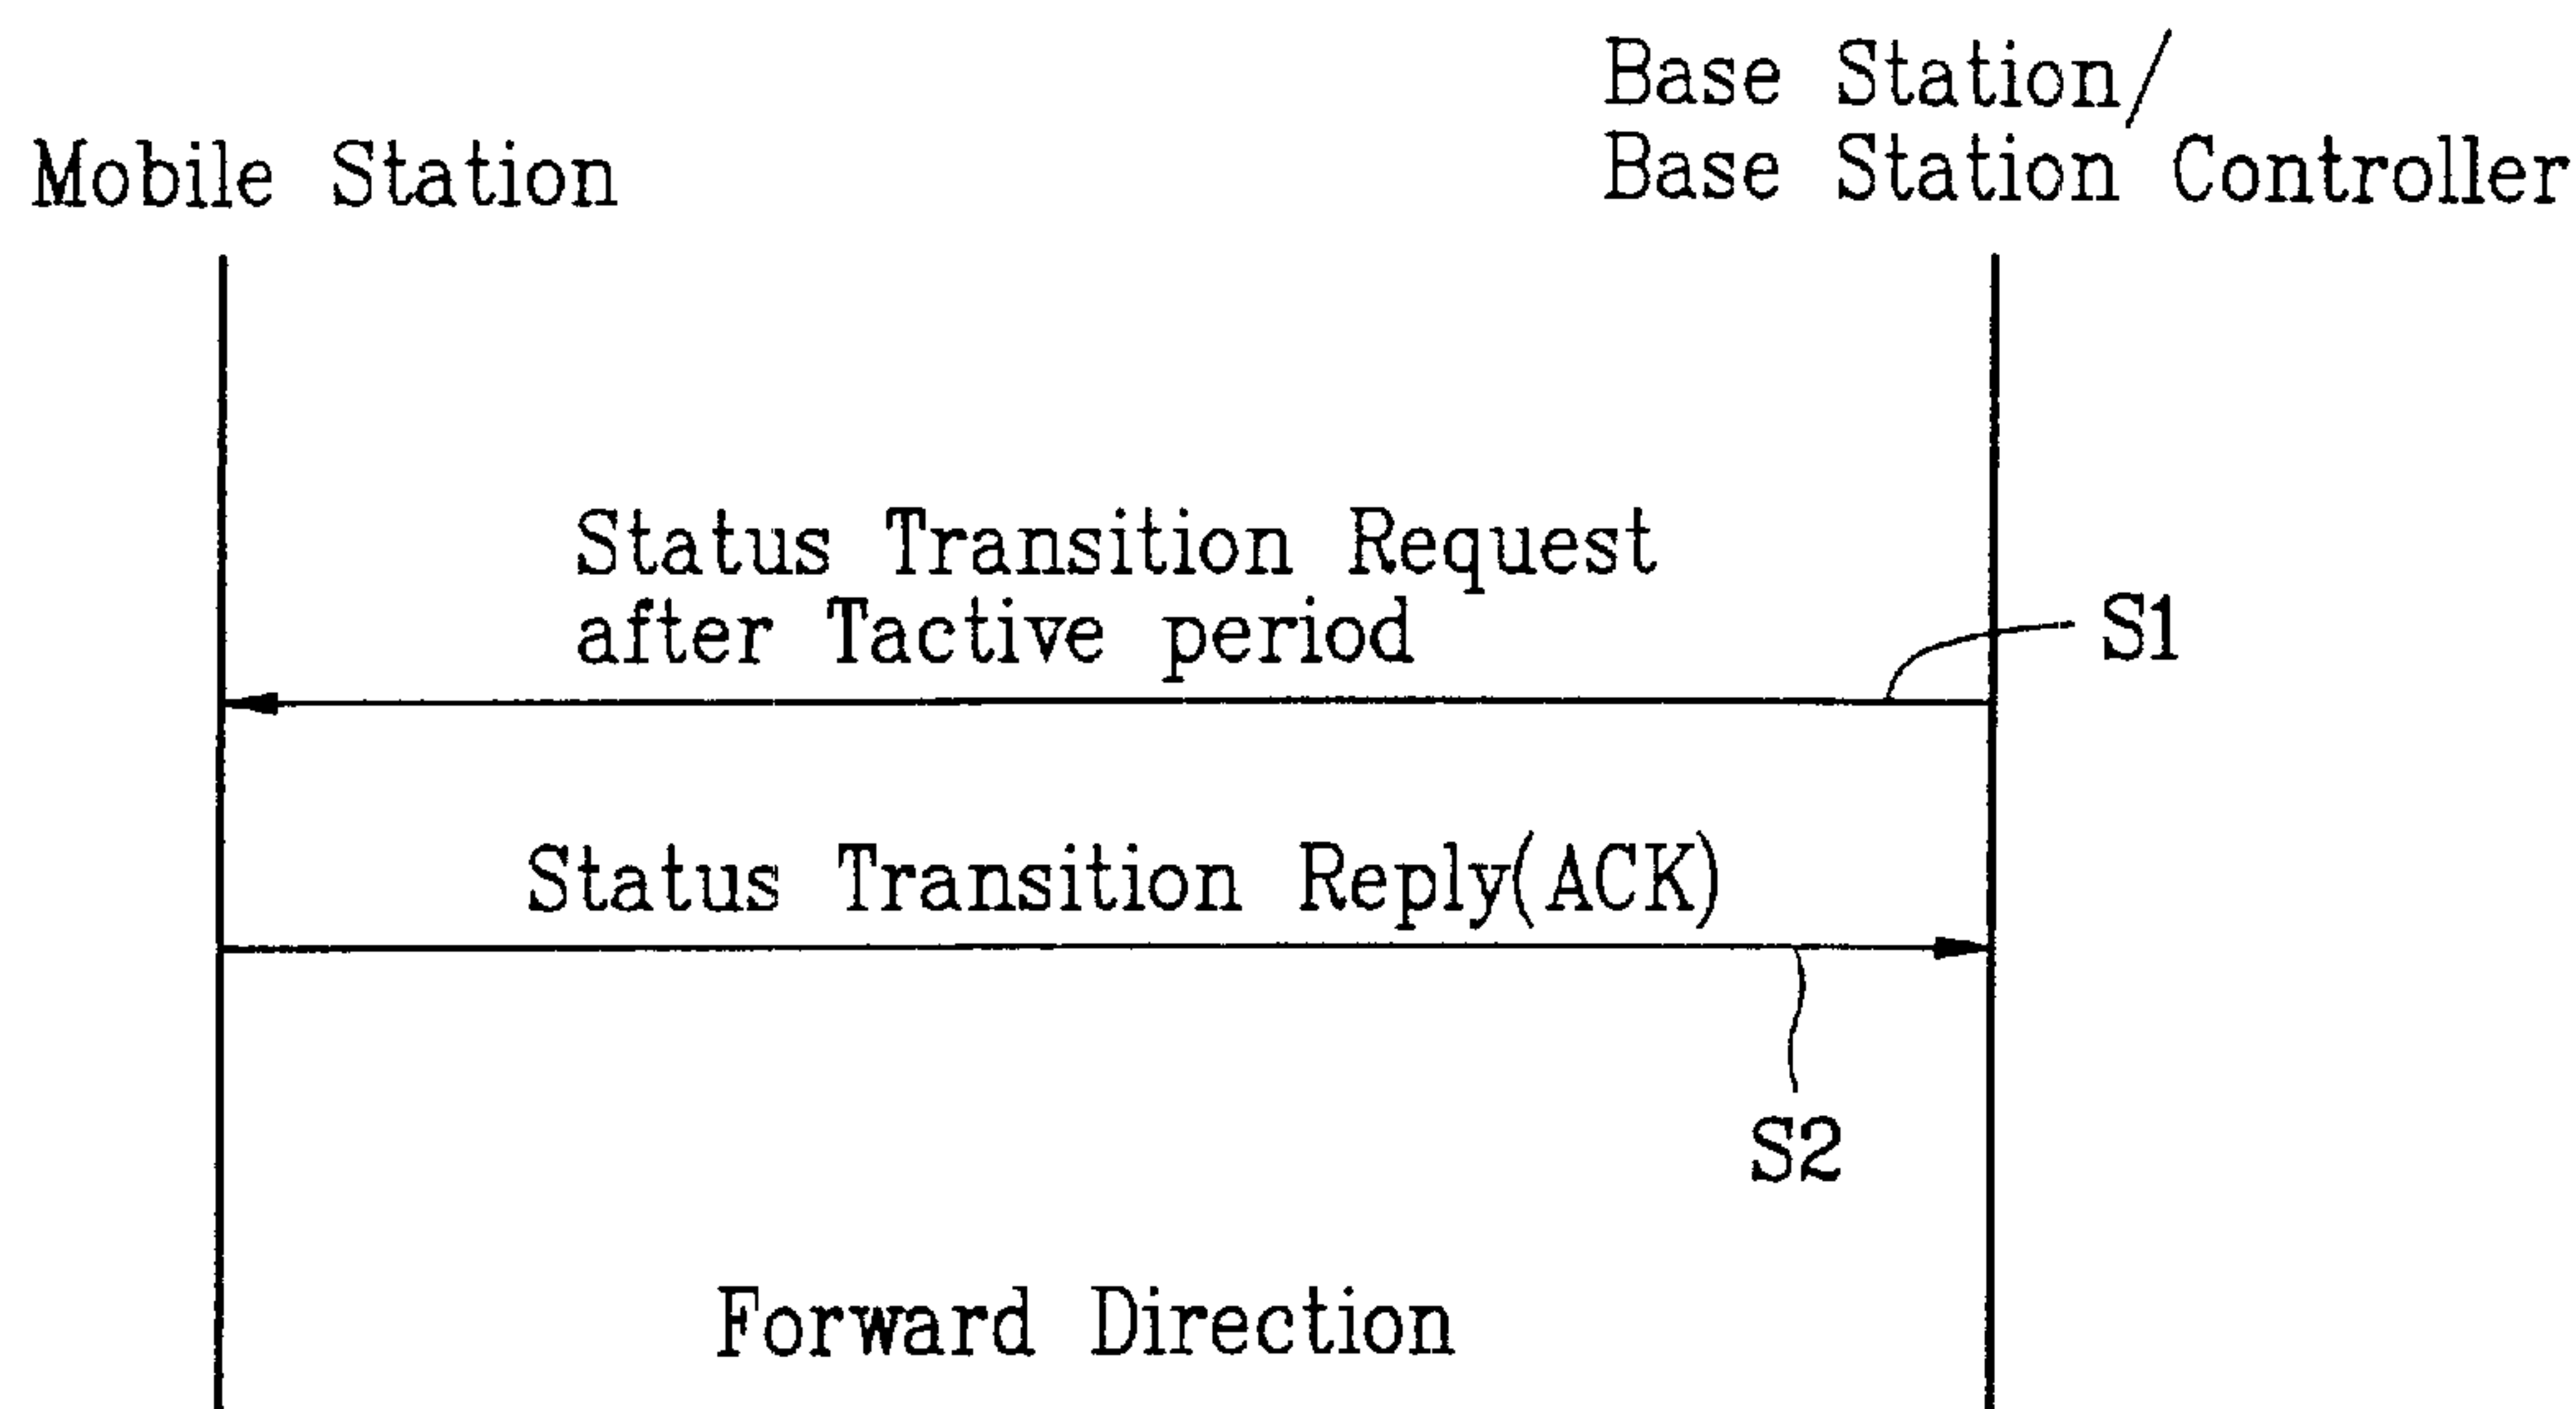 Base Station/
Mobile Station
Base Station Controller
Status Transition Request
after Tactive period
S1
Status Transition Reply(ACK)
S2
Forward Direction